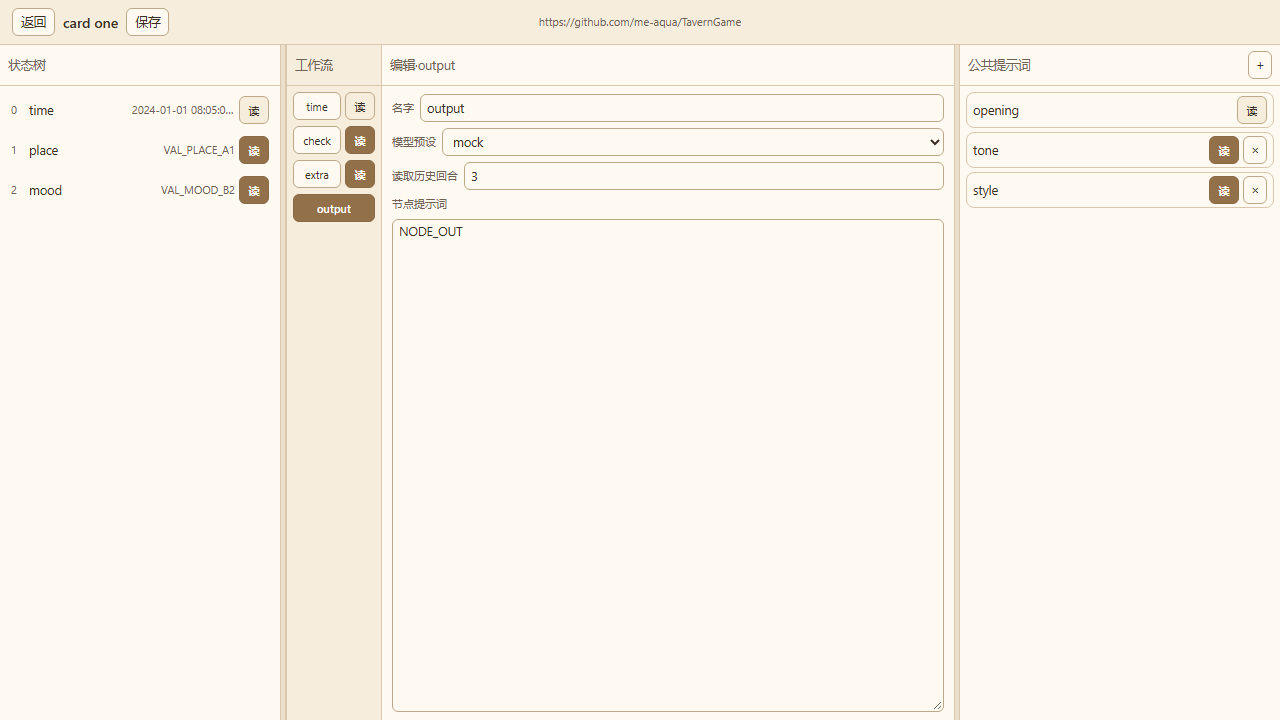 返回 card one 保存 https://github.com/me-aqua/TavernGame
状态树
0 time 2024-01-01 08:05:0... 读
1 place VAL_PLACE_A1 读
2 mood VAL_MOOD_B2 读
工作流
time 读
check 读
extra 读
output
编辑·output
名字 output
模型预设 mock
读取历史回合 3
节点提示词
NODE_OUT
公共提示词 +
opening 读
tone 读 ×
style 读 ×